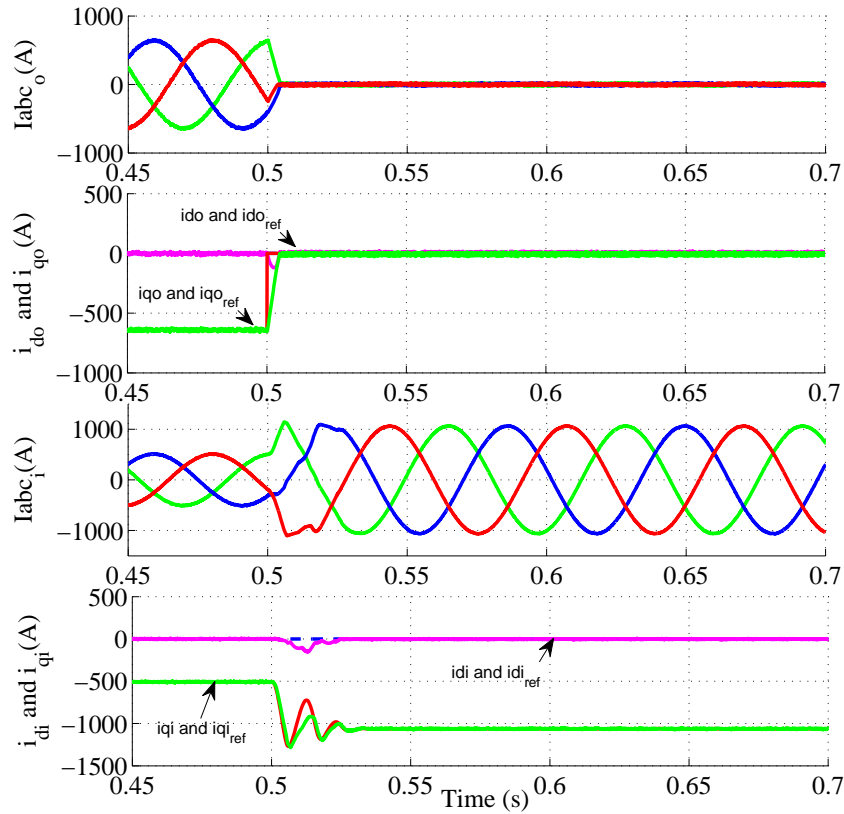 1000
0
−1000
Iabc_o(A)
0.45 0.5 0.55 0.6 0.65 0.7
500
0
−500
−1000
i_do and i_qo(A)
ido and ido_ref
iqo and iqo_ref
0.45 0.5 0.55 0.6 0.65 0.7
1000
0
−1000
Iabc_i(A)
0.45 0.5 0.55 0.6 0.65 0.7
500
0
−500
−1000
−1500
i_di and i_qi(A)
idi and idi_ref
iqi and iqi_ref
0.45 0.5 0.55 0.6 0.65 0.7
Time (s)